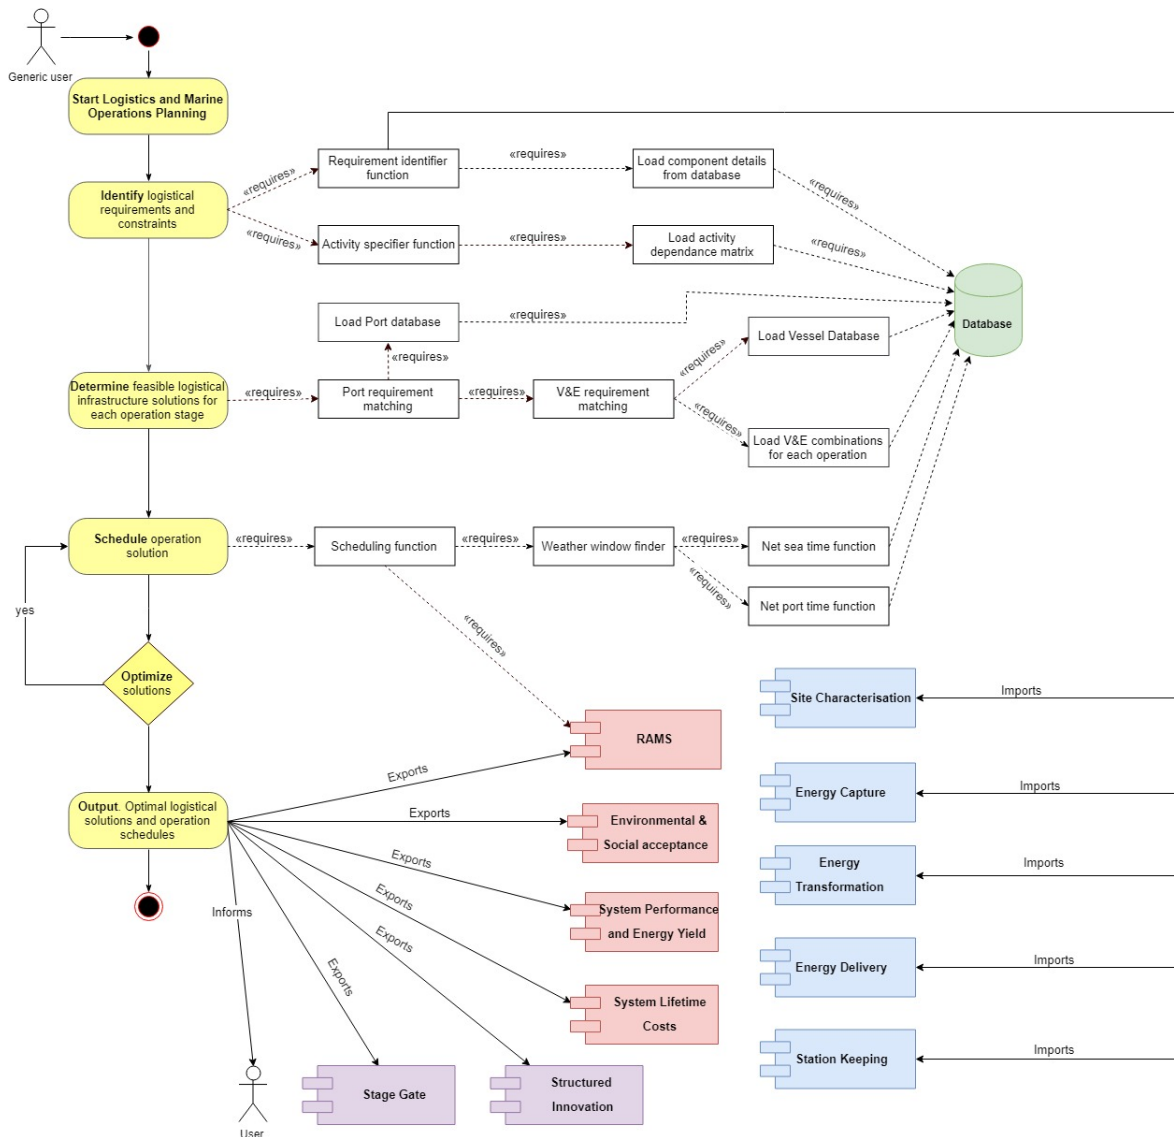 Generic user
Start Logistics and Marine
Operations Planning
Identify logistical
requirements and
constraints
«requires»
«requires»
Requirement identifier
function
«requires»
Load component details
from database
«requires»
Activity specifier function
«requires»
Load activity
dependance matrix
«requires»
Database
Load Port database
«requires»
«requires»
Determine feasible logistical
infrastructure solutions for
each operation stage
«requires»
Port requirement
matching
«requires»
V&E requirement
matching
«requires»
Load Vessel Database
«requires»
Load V&E combinations
for each operation
Schedule operation
solution
«requires»
Scheduling function
«requires»
Weather window finder
«requires»
Net sea time function
«requires»
Net port time function
«requires»
yes
Optimize
solutions
Output. Optimal logistical
solutions and operation
schedules
Exports
RAMS
Exports
Environmental &
Social acceptance
Exports
System Performance
and Energy Yield
Exports
System Lifetime
Costs
Exports
Structured
Innovation
Exports
Stage Gate
Informs
User
Site Characterisation
Imports
Energy Capture
Imports
Energy
Transformation
Imports
Energy Delivery
Imports
Station Keeping
Imports